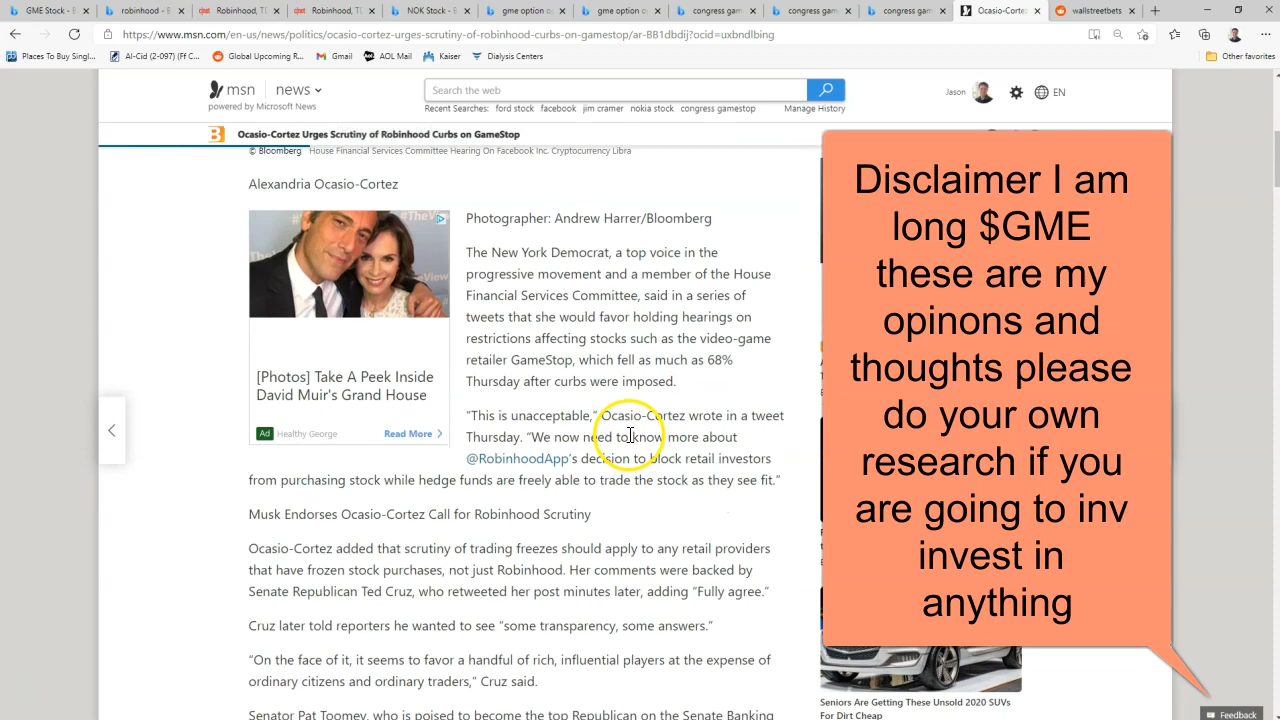 GME Stock - B
robinhood - B
Robinhood, T
Robinhood, T
NOK Stock - B
gme option o
gme option o
congress gam
congress gam
congress gam
Ocasio-Cortez
wallstreetbets
https://www.msn.com/en-us/news/politics/ocasio-cortez-urges-scrutiny-of-robinhood-curbs-on-gamestop/ar-BB1dbdij?ocid=uxbndlbing
Places To Buy Singl...
Al-Cid (2-097) (Ff C...
Global Upcoming R...
Gmail
AOL Mail
Kaiser
Dialysis Centers
Other favorites
msn
news
powered by Microsoft News
Search the web
Recent Searches: ford stock facebook jim cramer nokia stock congress gamestop
Manage History
Jason
EN
B Ocasio-Cortez Urges Scrutiny of Robinhood Curbs on GameStop
© Bloomberg House Financial Services Committee Hearing On Facebook Inc. Cryptocurrency Libra
Alexandria Ocasio-Cortez
#TheView
[Photos] Take A Peek Inside
David Muir's Grand House
Ad Healthy George
Read More
Photographer: Andrew Harrer/Bloomberg
The New York Democrat, a top voice in the
progressive movement and a member of the House
Financial Services Committee, said in a series of
tweets that she would favor holding hearings on
restrictions affecting stocks such as the video-game
retailer GameStop, which fell as much as 68%
Thursday after curbs were imposed.
“This is unacceptable,” Ocasio-Cortez wrote in a tweet
Thursday. “We now need to know more about
@RobinhoodApp’s decision to block retail investors
from purchasing stock while hedge funds are freely able to trade the stock as they see fit.”
Musk Endorses Ocasio-Cortez Call for Robinhood Scrutiny
Ocasio-Cortez added that scrutiny of trading freezes should apply to any retail providers
that have frozen stock purchases, not just Robinhood. Her comments were backed by
Senate Republican Ted Cruz, who retweeted her post minutes later, adding “Fully agree.”
Cruz later told reporters he wanted to see “some transparency, some answers.”
“On the face of it, it seems to favor a handful of rich, influential players at the expense of
ordinary citizens and ordinary traders,” Cruz said.
Senator Pat Toomey, who is poised to become the top Republican on the Senate Banking
Disclaimer I am
long $GME
these are my
opinons and
thoughts please
do your own
research if you
are going to inv
invest in
anything
Seniors Are Getting These Unsold 2020 SUVs
For Dirt Cheap
Feedback